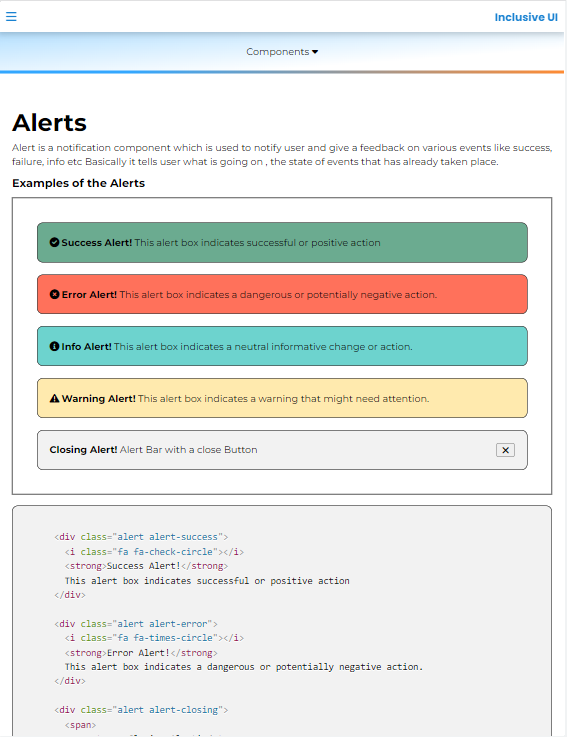 Inclusive UI
Components
Alerts
Alert is a notification component which is used to notify user and give a feedback on various events like success,
failure, info etc Basically it tells user what is going on , the state of events that has already taken place.
Examples of the Alerts
Success Alert! This alert box indicates successful or positive action
Error Alert! This alert box indicates a dangerous or potentially negative action.
Info Alert! This alert box indicates a neutral informative change or action.
Warning Alert! This alert box indicates a warning that might need attention.
Closing Alert! Alert Bar with a close Button
<div class="alert alert-success">
<i class="fa fa-check-circle"></i>
<strong>Success Alert!</strong>
This alert box indicates successful or positive action
</div>
<div class="alert alert-error">
<i class="fa fa-times-circle"></i>
<strong>Error Alert!</strong>
This alert box indicates a dangerous or potentially negative action.
</div>
<div class="alert alert-closing">
<span>